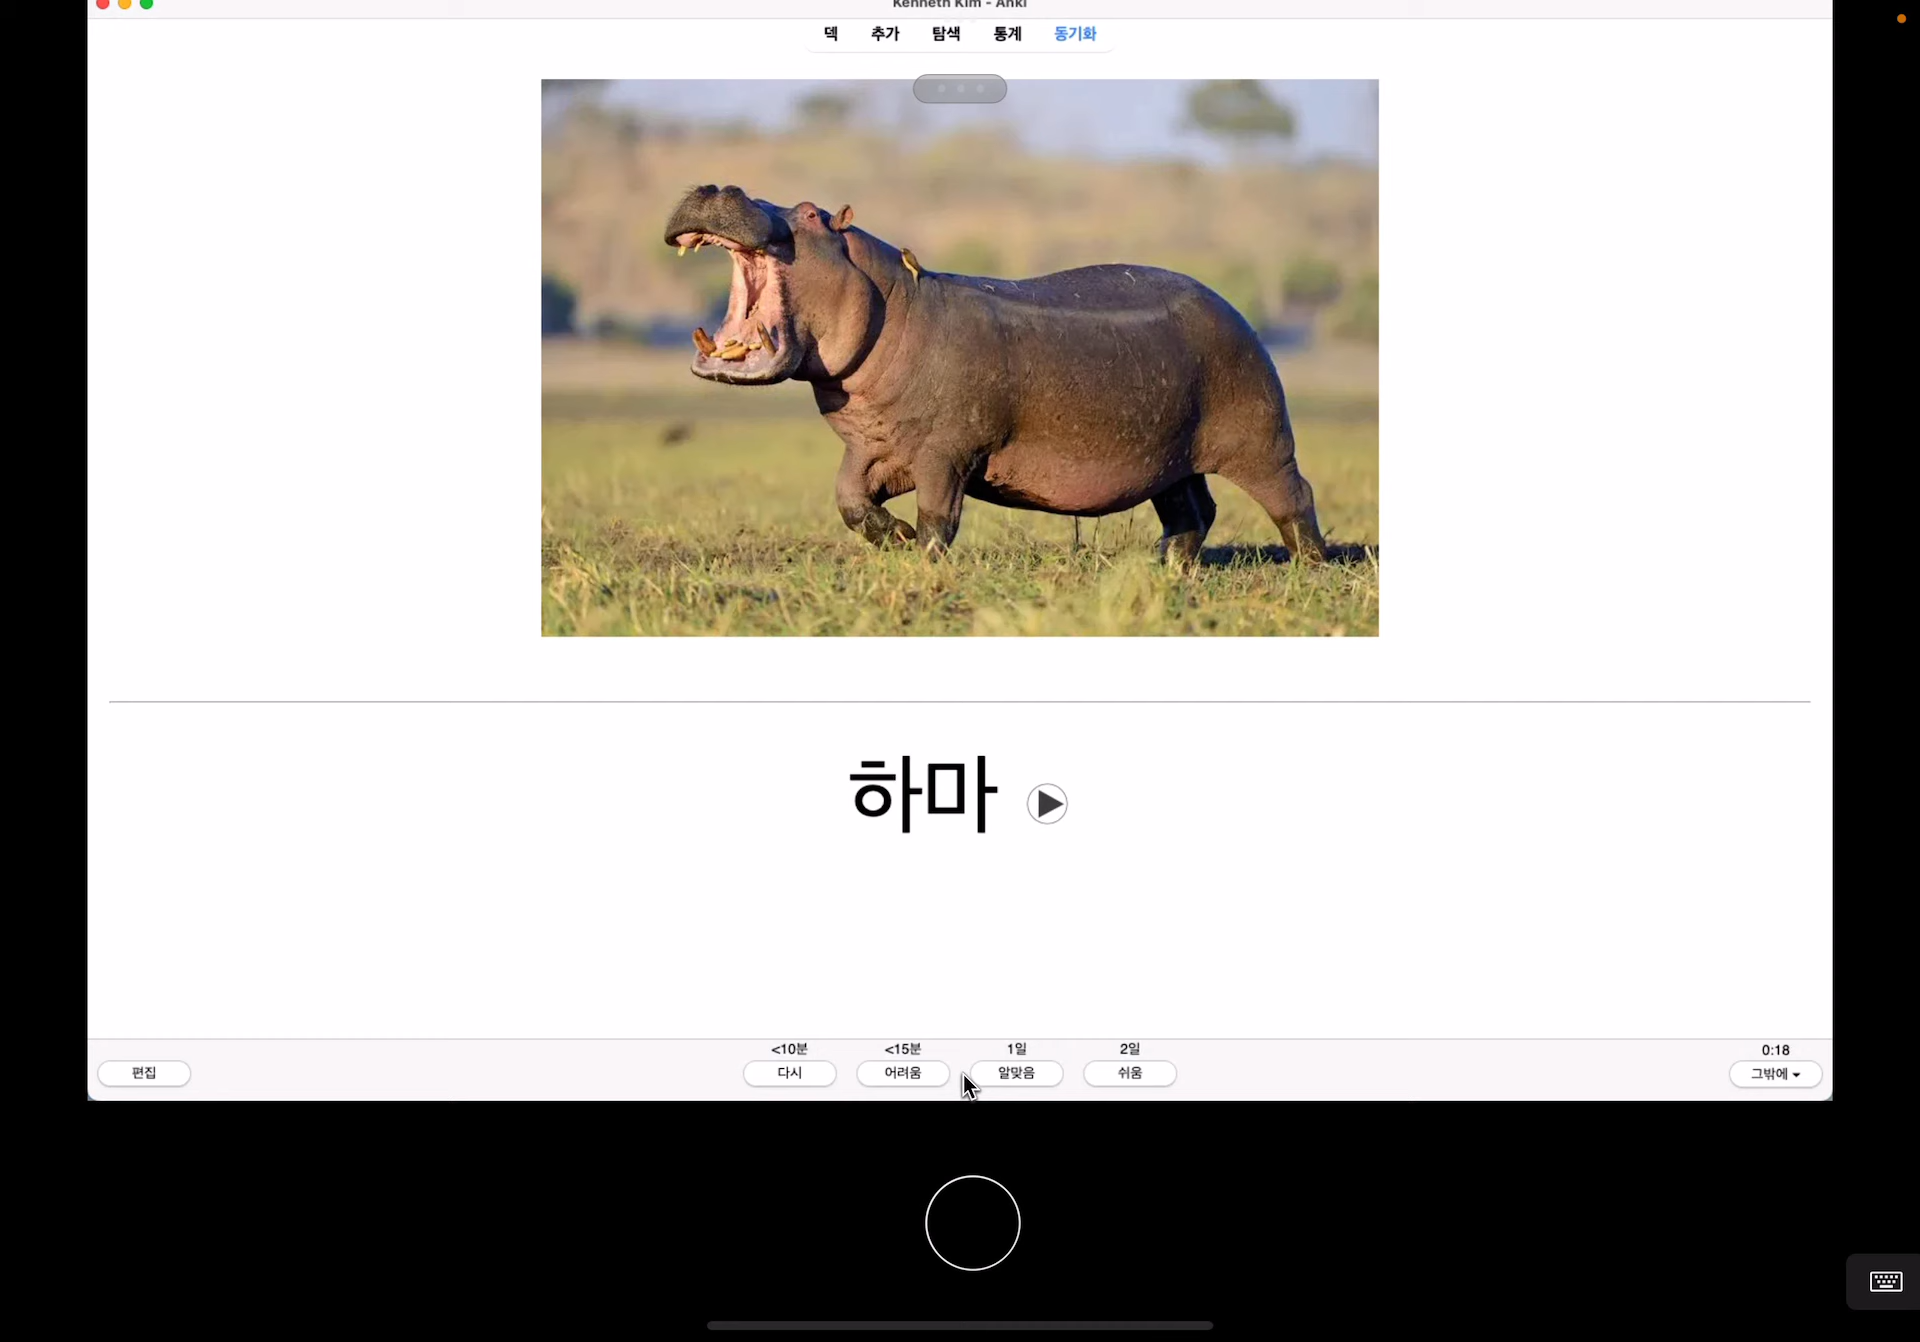 Kenneth Kim - Anki
덱 추가 탐색 통계 동기화
하마
<10분 <15분 1일 2일 0:18
편집 다시 어려움 알맞음 쉬움 그밖에